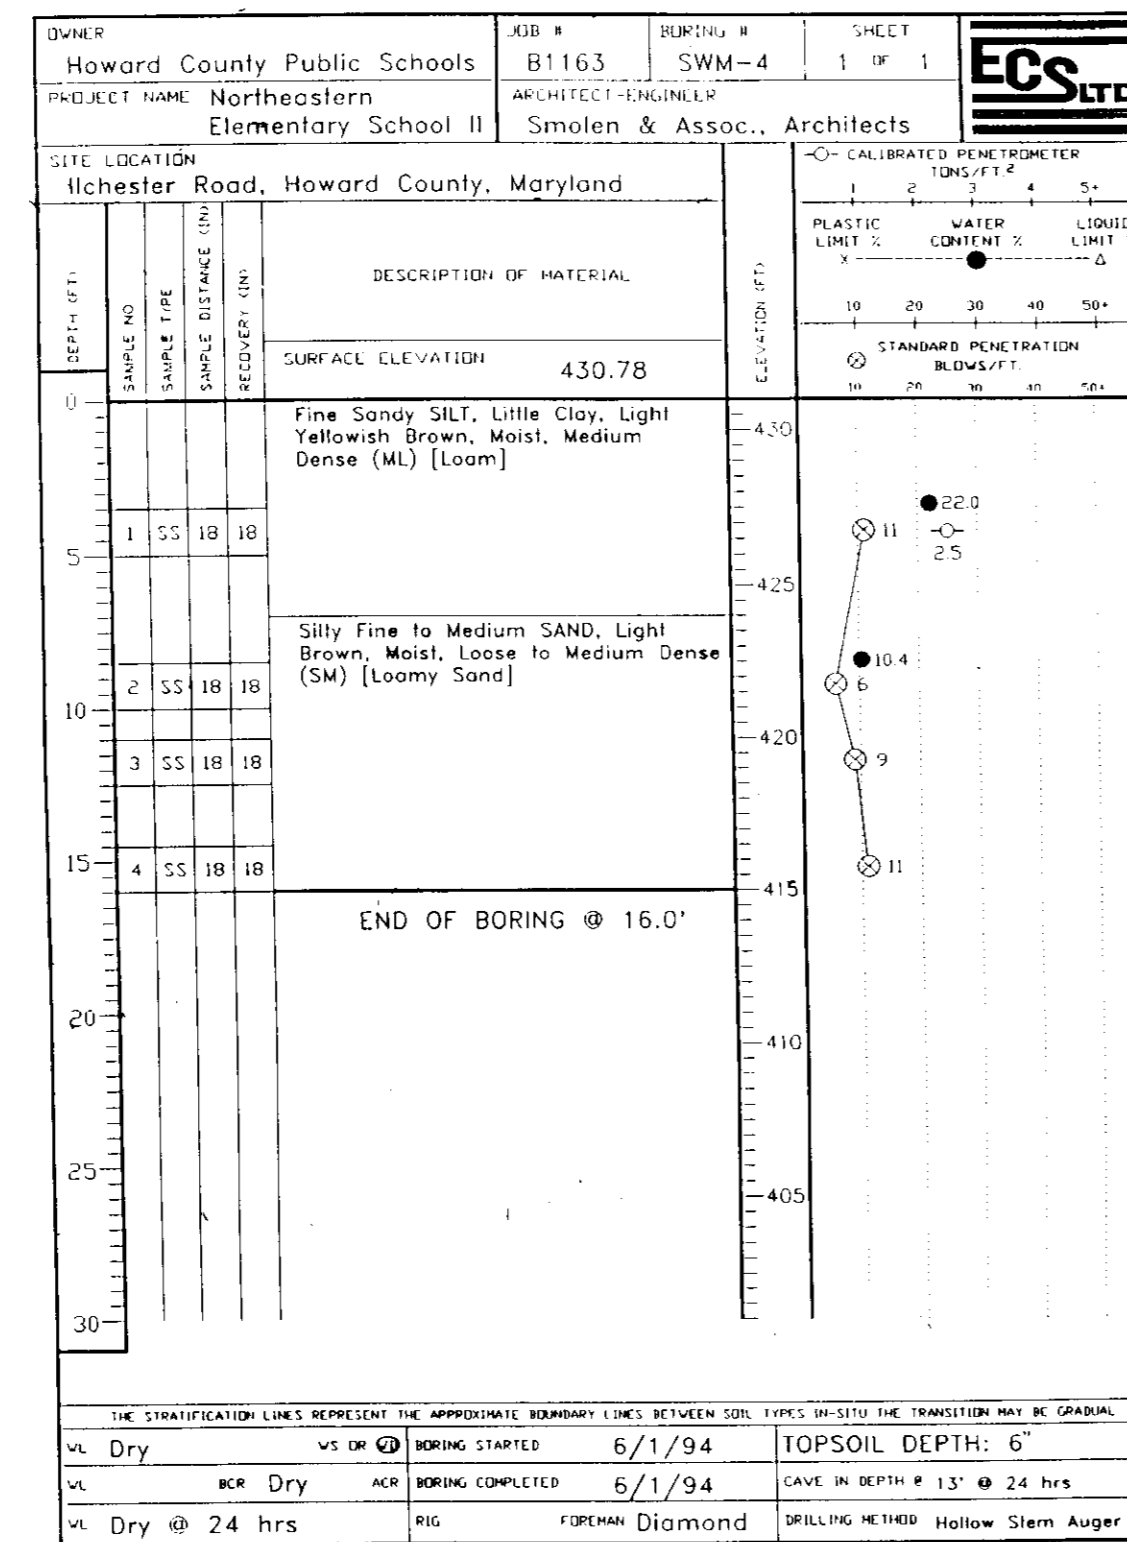 OWNER
Howard County Public Schools
JOB #
B1163
BORING #
SWM-4
SHEET
1 OF 1
ECS LTD
PROJECT NAME Northeastern
Elementary School II
ARCHITECT-ENGINEER
Smolen & Assoc., Architects
SITE LOCATION
Ilchester Road, Howard County, Maryland
-O- CALIBRATED PENETROMETER
TONS/FT.²
1 2 3 4 5+
PLASTIC WATER LIQUID
LIMIT % CONTENT % LIMIT
X Δ
10 20 30 40 50+
STANDARD PENETRATION
BLOWS/FT.
10 20 30 40 50+
DEPTH (FT)
SAMPLE NO
SAMPLE TYPE
SAMPLE DISTANCE (IN)
RECOVERY (IN)
DESCRIPTION OF MATERIAL
SURFACE ELEVATION 430.78
ELEVATION (FT)
0
Fine Sandy SILT, Little Clay, Light
Yellowish Brown, Moist, Medium
Dense (ML) [Loam]
430
22.0
1 SS 18 18
11
2.5
5
425
Silty Fine to Medium SAND, Light
Brown, Moist, Loose to Medium Dense
(SM) [Loamy Sand]
10.4
2 SS 18 18
6
10
420
3 SS 18 18
9
15
4 SS 18 18
11
415
END OF BORING @ 16.0'
20
410
25
405
30
THE STRATIFICATION LINES REPRESENT THE APPROXIMATE BOUNDARY LINES BETWEEN SOIL TYPES IN-SITU THE TRANSITION MAY BE GRADUAL
WL Dry WS OR WD
BORING STARTED 6/1/94
TOPSOIL DEPTH: 6"
WL BCR Dry ACR
BORING COMPLETED 6/1/94
CAVE IN DEPTH @ 13' @ 24 hrs
WL Dry @ 24 hrs
RIG FOREMAN Diamond
DRILLING METHOD Hollow Stem Auger